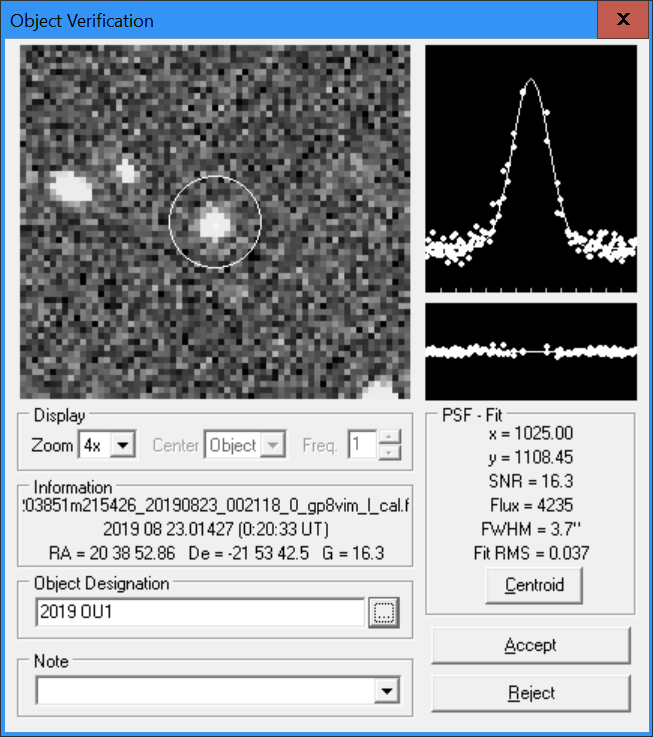 Object Verification
x
Display
Zoom 4x Center Object Freq. 1
Information
'03851m215426_20190823_002118_0_gp8vim_l_cal.f
2019 08 23.01427 (0:20:33 UT)
RA = 20 38 52.86 De = -21 53 42.5 G = 16.3
Object Designation
2019 OU1 ...
Note
PSF - Fit
x = 1025.00
y = 1108.45
SNR = 16.3
Flux = 4235
FWHM = 3.7"
Fit RMS = 0.037
Centroid
Accept
Reject